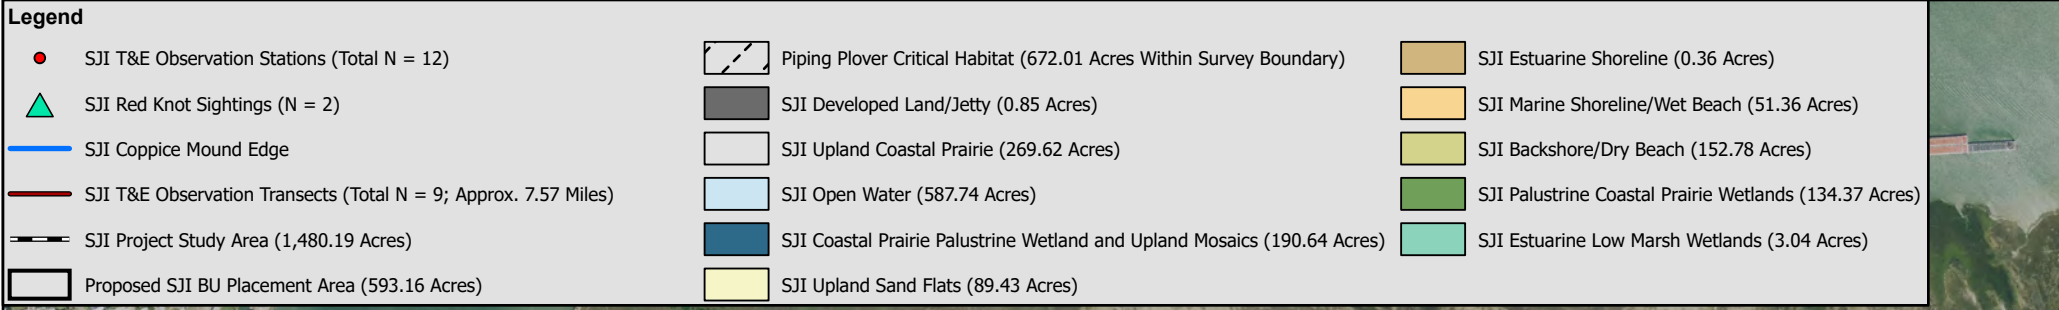 Legend
SJI T&E Observation Stations (Total N = 12)
SJI Red Knot Sightings (N = 2)
SJI Coppice Mound Edge
SJI T&E Observation Transects (Total N = 9; Approx. 7.57 Miles)
SJI Project Study Area (1,480.19 Acres)
Proposed SJI BU Placement Area (593.16 Acres)
Piping Plover Critical Habitat (672.01 Acres Within Survey Boundary)
SJI Developed Land/Jetty (0.85 Acres)
SJI Upland Coastal Prairie (269.62 Acres)
SJI Open Water (587.74 Acres)
SJI Coastal Prairie Palustrine Wetland and Upland Mosaics (190.64 Acres)
SJI Upland Sand Flats (89.43 Acres)
SJI Estuarine Shoreline (0.36 Acres)
SJI Marine Shoreline/Wet Beach (51.36 Acres)
SJI Backshore/Dry Beach (152.78 Acres)
SJI Palustrine Coastal Prairie Wetlands (134.37 Acres)
SJI Estuarine Low Marsh Wetlands (3.04 Acres)